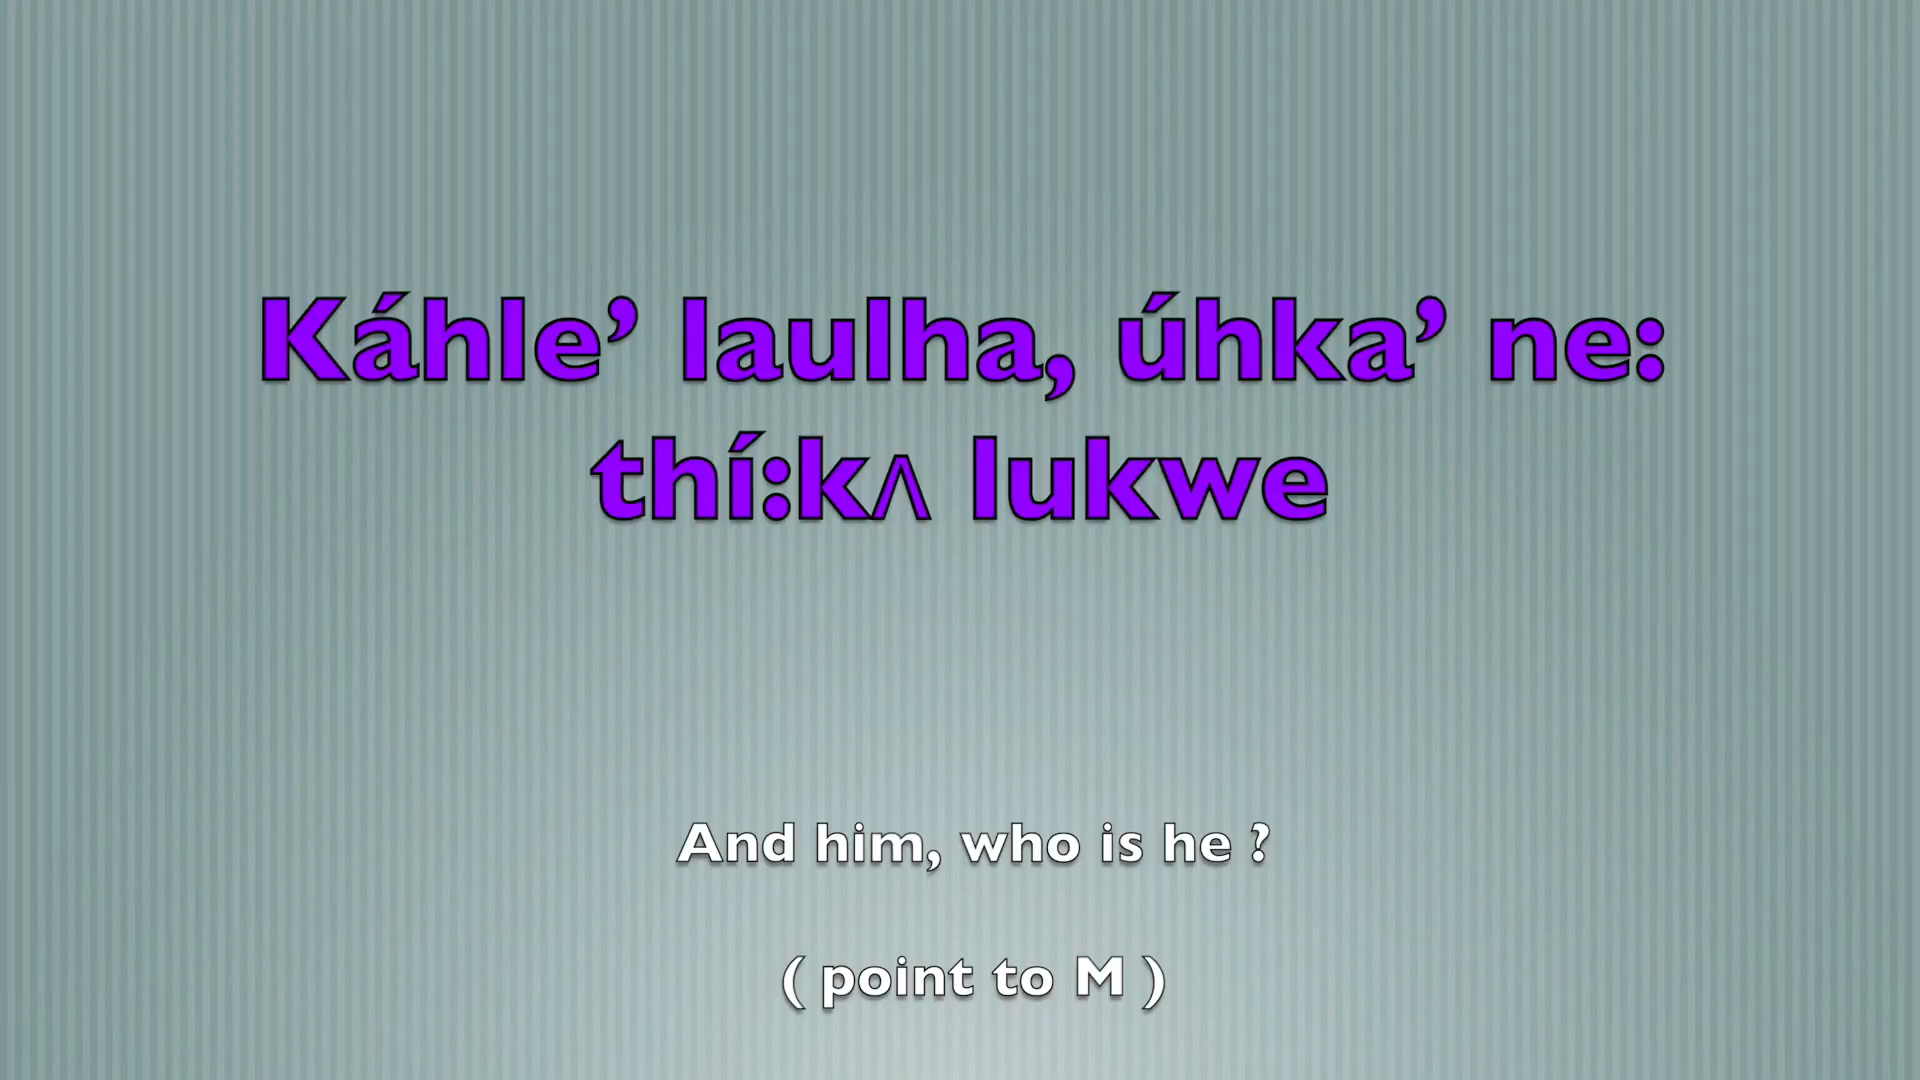 Káhle’ laulha, úhka’ ne:
thí:kʌ lukwe
And him, who is he ?
( point to M )